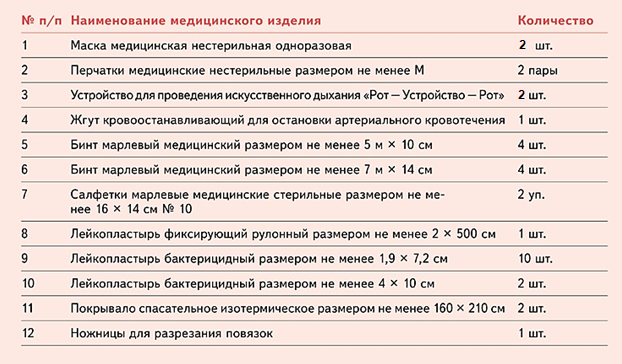 № п/п Наименование медицинского изделия Количество
1 Маска медицинская нестерильная одноразовая 2 шт.
2 Перчатки медицинские нестерильные размером не менее М 2 пары
3 Устройство для проведения искусственного дыхания «Рот — Устройство — Рот» 2 шт.
4 Жгут кровоостанавливающий для остановки артериального кровотечения 1 шт.
5 Бинт марлевый медицинский размером не менее 5 м × 10 см 4 шт.
6 Бинт марлевый медицинский размером не менее 7 м × 14 см 4 шт.
7 Салфетки марлевые медицинские стерильные размером не ме- 2 уп.
нее 16 × 14 см № 10
8 Лейкопластырь фиксирующий рулонный размером не менее 2 × 500 см 1 шт.
9 Лейкопластырь бактерицидный размером не менее 1,9 × 7,2 см 10 шт.
10 Лейкопластырь бактерицидный размером не менее 4 × 10 см 2 шт.
11 Покрывало спасательное изотермическое размером не менее 160 × 210 см 2 шт.
12 Ножницы для разрезания повязок 1 шт.